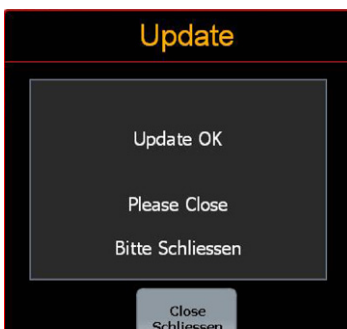 Update
Update OK
Please Close
Bitte Schliessen
Close
Schliessen